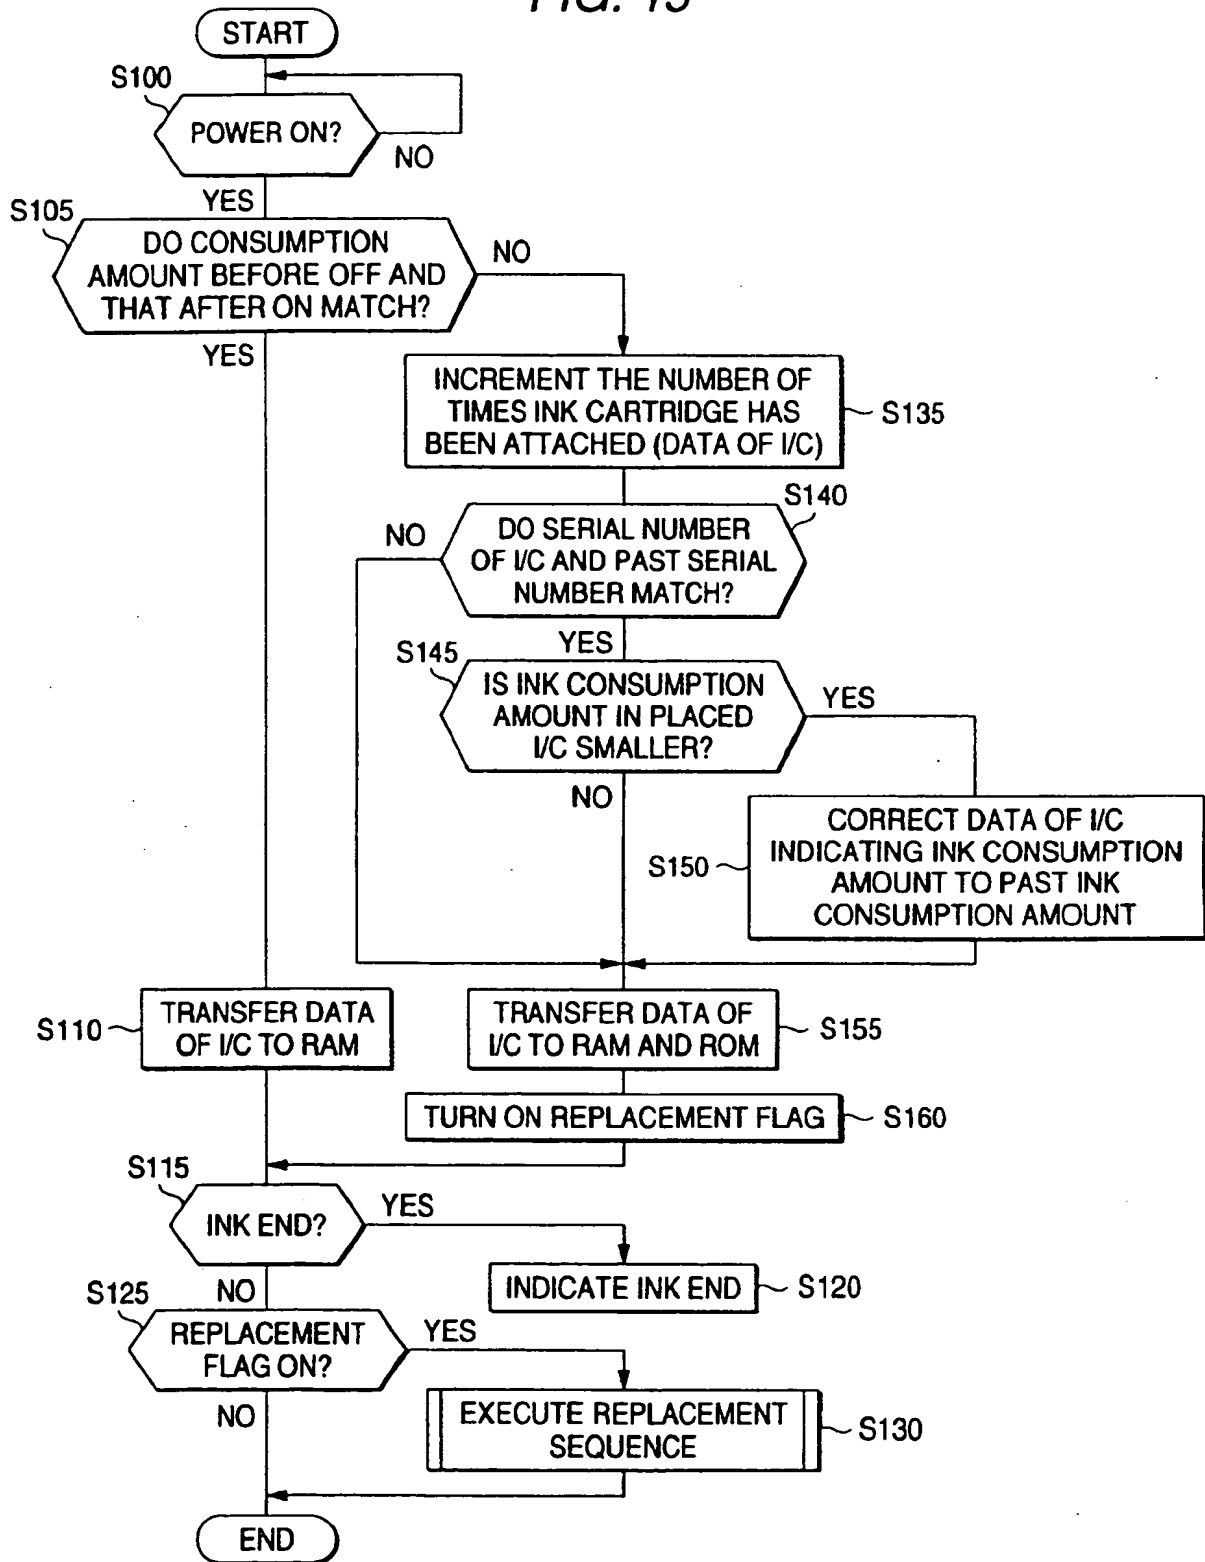 FIG. 15
START
S100
POWER ON?
NO
YES
S105
DO CONSUMPTION
AMOUNT BEFORE OFF AND
THAT AFTER ON MATCH?
NO
YES
INCREMENT THE NUMBER OF
TIMES INK CARTRIDGE HAS
BEEN ATTACHED (DATA OF I/C)
S135
S140
DO SERIAL NUMBER
OF I/C AND PAST SERIAL
NUMBER MATCH?
NO
YES
S145
IS INK CONSUMPTION
AMOUNT IN PLACED
I/C SMALLER?
YES
NO
S150
CORRECT DATA OF I/C
INDICATING INK CONSUMPTION
AMOUNT TO PAST INK
CONSUMPTION AMOUNT
S110
TRANSFER DATA
OF I/C TO RAM
TRANSFER DATA OF
I/C TO RAM AND ROM
S155
TURN ON REPLACEMENT FLAG
S160
S115
INK END?
YES
NO
INDICATE INK END
S120
S125
REPLACEMENT
FLAG ON?
YES
NO
EXECUTE REPLACEMENT
SEQUENCE
S130
END